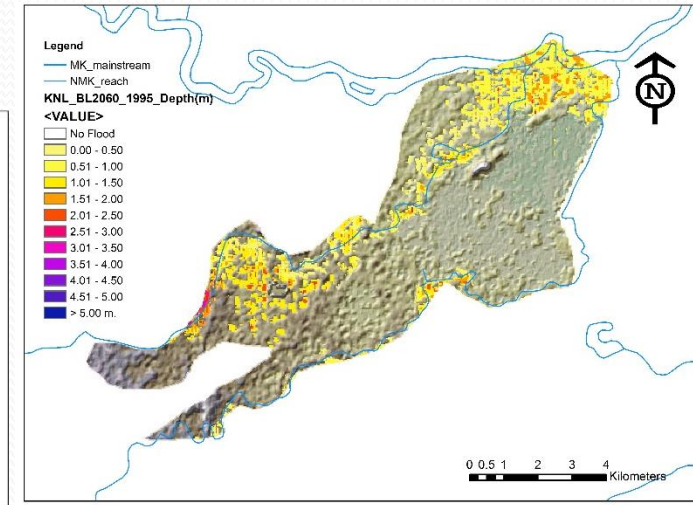 Legend
MK_mainstream
NMK_reach
KNL_BL2060_1995_Depth(m)
<VALUE>
No Flood
0.00 - 0.50
0.51 - 1.00
1.01 - 1.50
1.51 - 2.00
2.01 - 2.50
2.51 - 3.00
3.01 - 3.50
3.51 - 4.00
4.01 - 4.50
4.51 - 5.00
> 5.00 m.
N
0 0.5 1 2 3 4
Kilometers